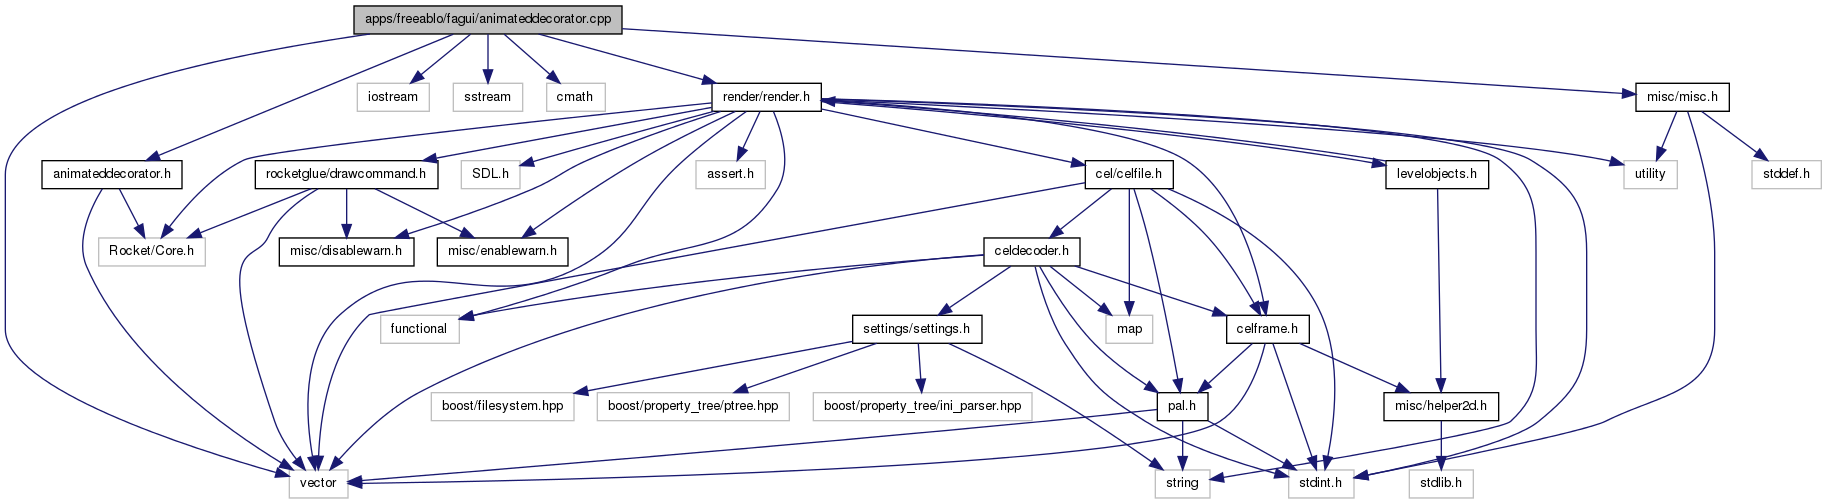 apps/freeablo/fagui/animateddecorator.cpp
iostream
sstream
cmath
render/render.h
misc/misc.h
animateddecorator.h
rocketglue/drawcommand.h
SDL.h
assert.h
cel/celfile.h
levelobjects.h
utility
stddef.h
Rocket/Core.h
misc/disablewarn.h
misc/enablewarn.h
celdecoder.h
functional
settings/settings.h
map
celframe.h
boost/filesystem.hpp
boost/property_tree/ptree.hpp
boost/property_tree/ini_parser.hpp
pal.h
misc/helper2d.h
vector
string
stdint.h
stdlib.h